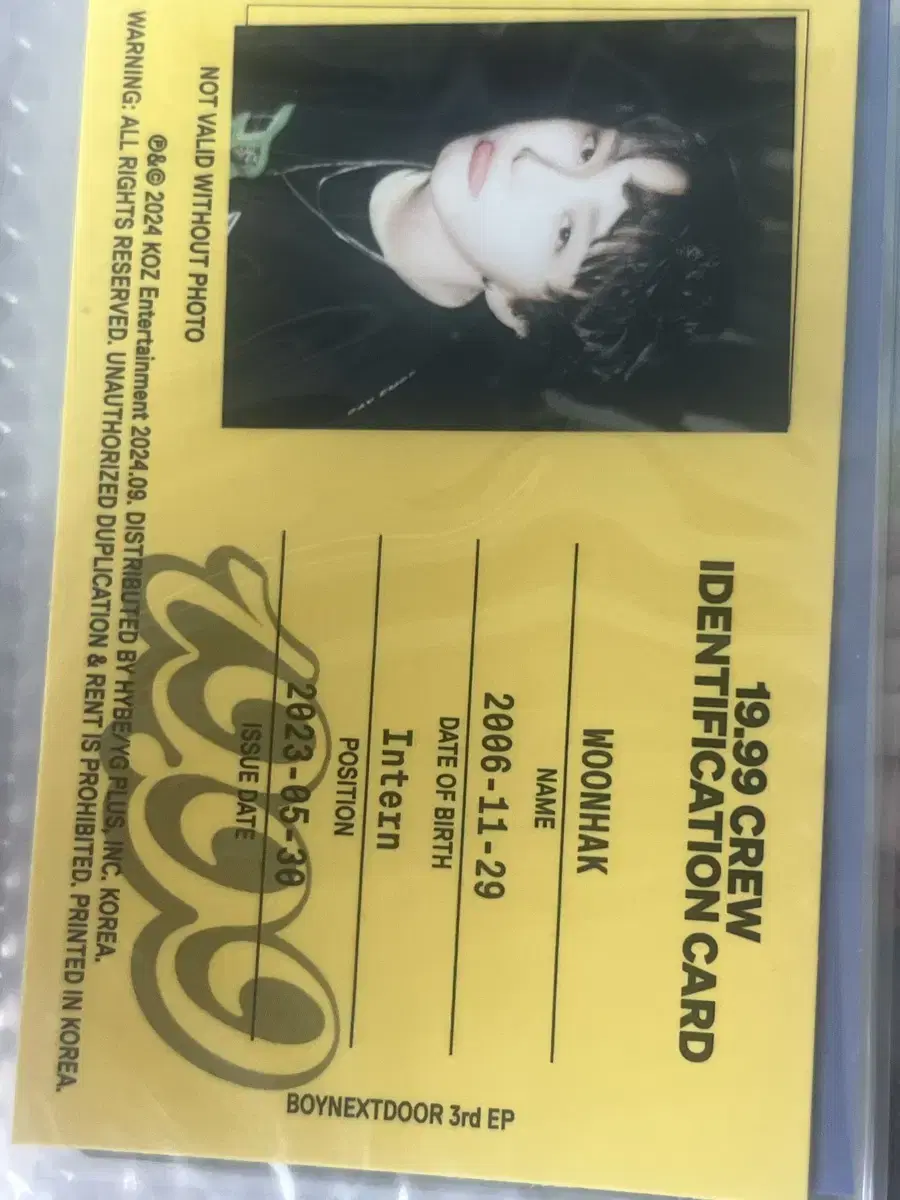 19.99 CREW
IDENTIFICATION CARD
WOONHAK
NAME
2006-11-29
DATE OF BIRTH
Intern
POSITION
2023-05-30
ISSUE DATE
BOYNEXTDOOR 3rd EP
NOT VALID WITHOUT PHOTO
℗&© 2024 KOZ Entertainment 2024.09. DISTRIBUTED BY HYBE/YG PLUS, INC. KOREA.
WARNING: ALL RIGHTS RESERVED. UNAUTHORIZED DUPLICATION & RENT IS PROHIBITED. PRINTED IN KOREA.